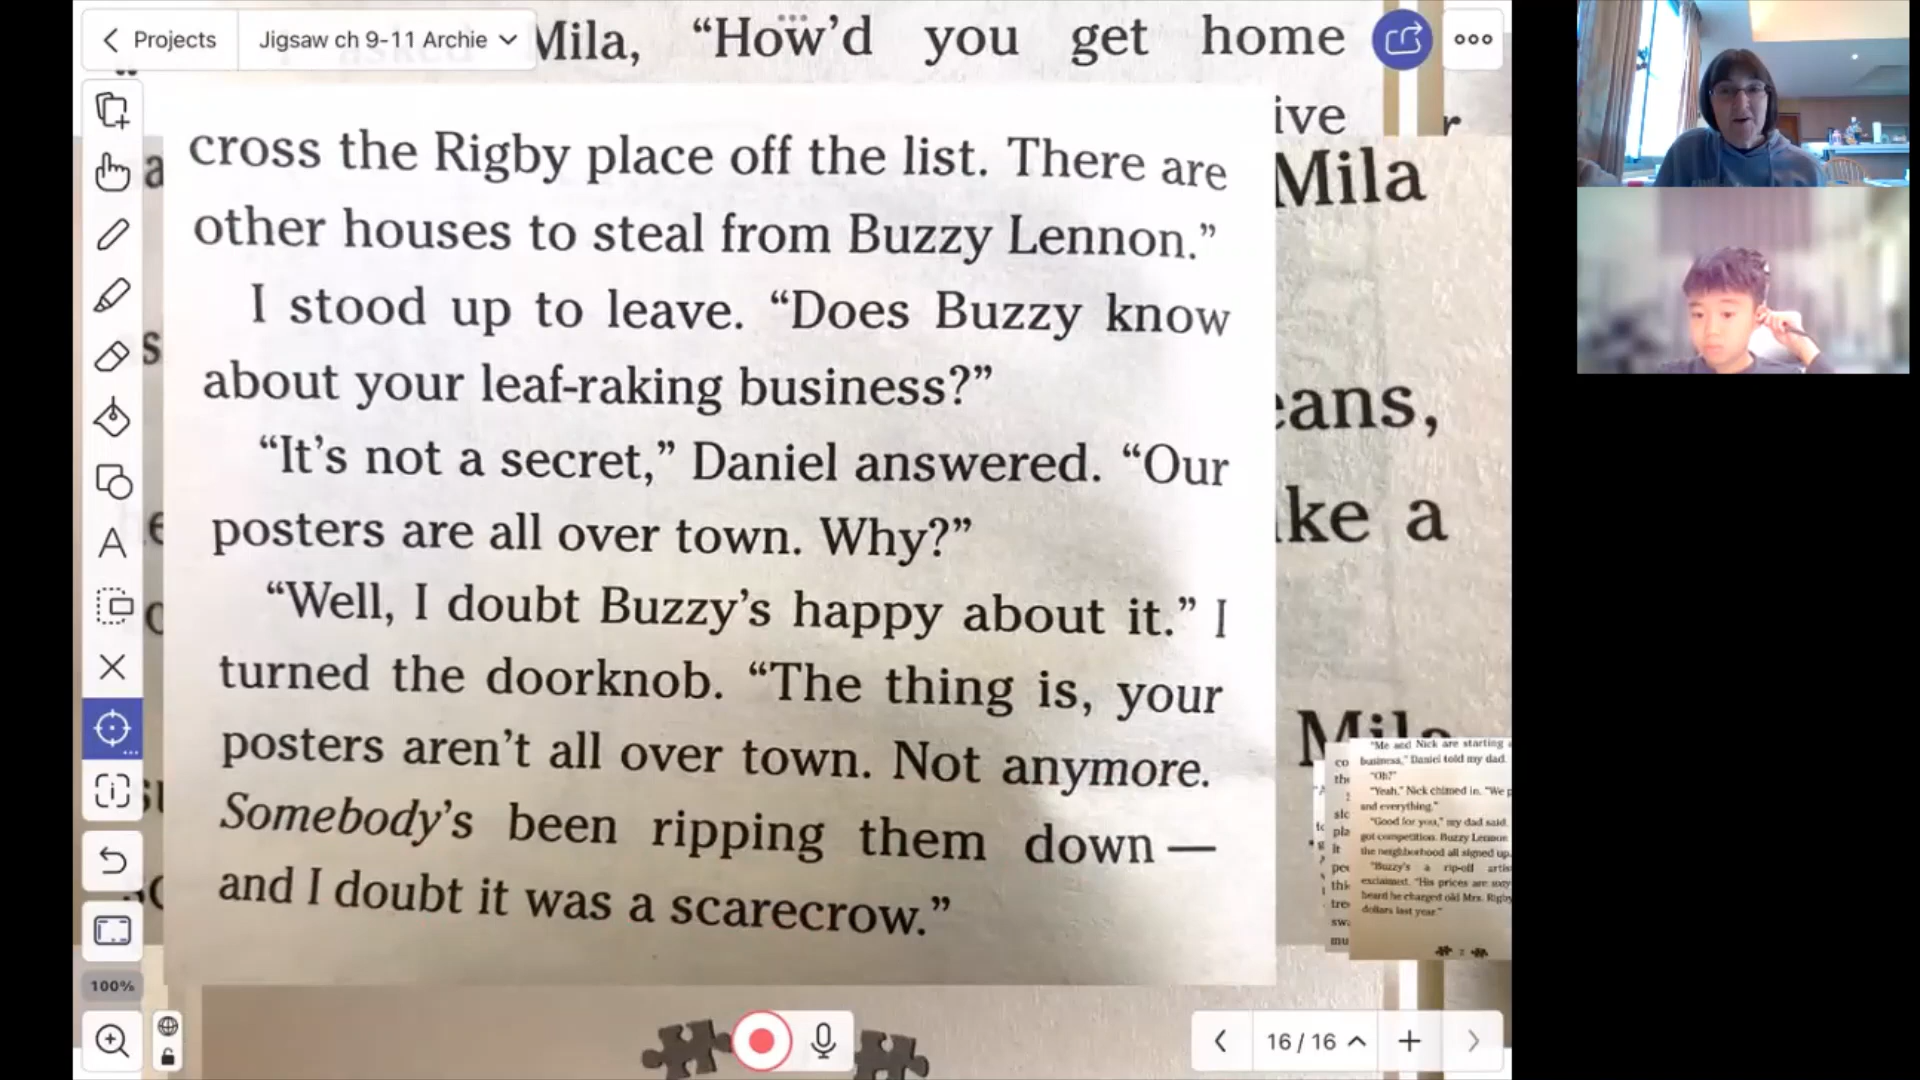 Projects
Jigsaw ch 9-11 Archie
Mila, “How’d you get home
ive
Mila
eans,
ke a
Mila
cross the Rigby place off the list. There are
other houses to steal from Buzzy Lennon.”
I stood up to leave. “Does Buzzy know
about your leaf-raking business?”
“It’s not a secret,” Daniel answered. “Our
posters are all over town. Why?”
“Well, I doubt Buzzy’s happy about it.” I
turned the doorknob. “The thing is, your
posters aren’t all over town. Not anymore.
Somebody’s been ripping them down —
and I doubt it was a scarecrow.”
“Me and Nick are starting
business,” Daniel told my dad.
“Oh?”
“Yeah,” Nick chimed in. “We p
and everything.”
“Good for you,” my dad said.
got competition. Buzzy Lennon
the neighborhood all signed up.
“Buzzy’s a rip-off artis
exclaimed. “His prices are sixty
heard he charged old Mrs. Rigby
dollars last year.”
100%
16 / 16